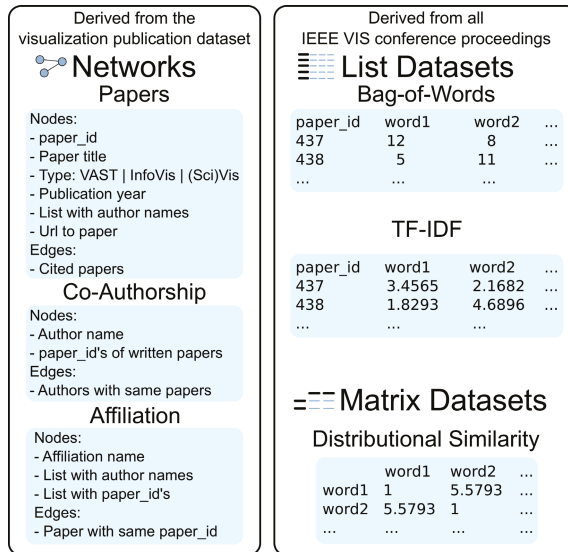 Derived from the
visualization publication dataset
Networks
Papers
Nodes:
- paper_id
- Paper title
- Type: VAST | InfoVis | (Sci)Vis
- Publication year
- List with author names
- Url to paper
Edges:
- Cited papers
Co-Authorship
Nodes:
- Author name
- paper_id's of written papers
Edges:
- Authors with same papers
Affiliation
Nodes:
- Affiliation name
- List with author names
- List with paper_id's
Edges:
- Paper with same paper_id
Derived from all
IEEE VIS conference proceedings
List Datasets
Bag-of-Words
paper_id word1 word2 ...
437 12 8 ...
438 5 11 ...
... ... ...
TF-IDF
paper_id word1 word2 ...
437 3.4565 2.1682 ...
438 1.8293 4.6896 ...
... ... ...
Matrix Datasets
Distributional Similarity
word1 word2 ...
word1 1 5.5793 ...
word2 5.5793 1 ...
... ... ... ...